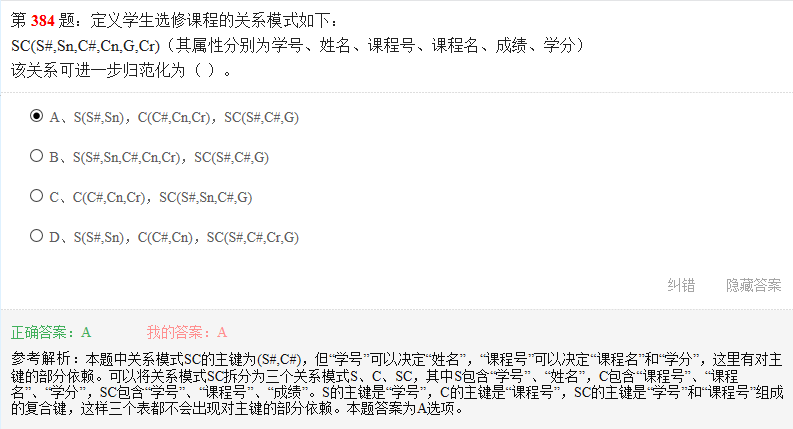 第 384 题：定义学生选修课程的关系模式如下：
SC(S#,Sn,C#,Cn,G,Cr)（其属性分别为学号、姓名、课程号、课程名、成绩、学分）
该关系可进一步归范化为（ ）。
A、S(S#,Sn)，C(C#,Cn,Cr)，SC(S#,C#,G)
B、S(S#,Sn,C#,Cn,Cr)，SC(S#,C#,G)
C、C(C#,Cn,Cr)，SC(S#,Sn,C#,G)
D、S(S#,Sn)，C(C#,Cn)，SC(S#,C#,Cr,G)
纠错 隐藏答案
正确答案：A 我的答案：A
参考解析：本题中关系模式SC的主键为(S#,C#)，但“学号”可以决定“姓名”，“课程号”可以决定“课程名”和“学分”，这里有对主
键的部分依赖。可以将关系模式SC拆分为三个关系模式S、C、SC，其中S包含“学号”、“姓名”，C包含“课程号”、“课程
名”、“学分”，SC包含“学号”、“课程号”、“成绩”。S的主键是“学号”，C的主键是“课程号”，SC的主键是“学号”和“课程号”组成
的复合键，这样三个表都不会出现对主键的部分依赖。本题答案为A选项。